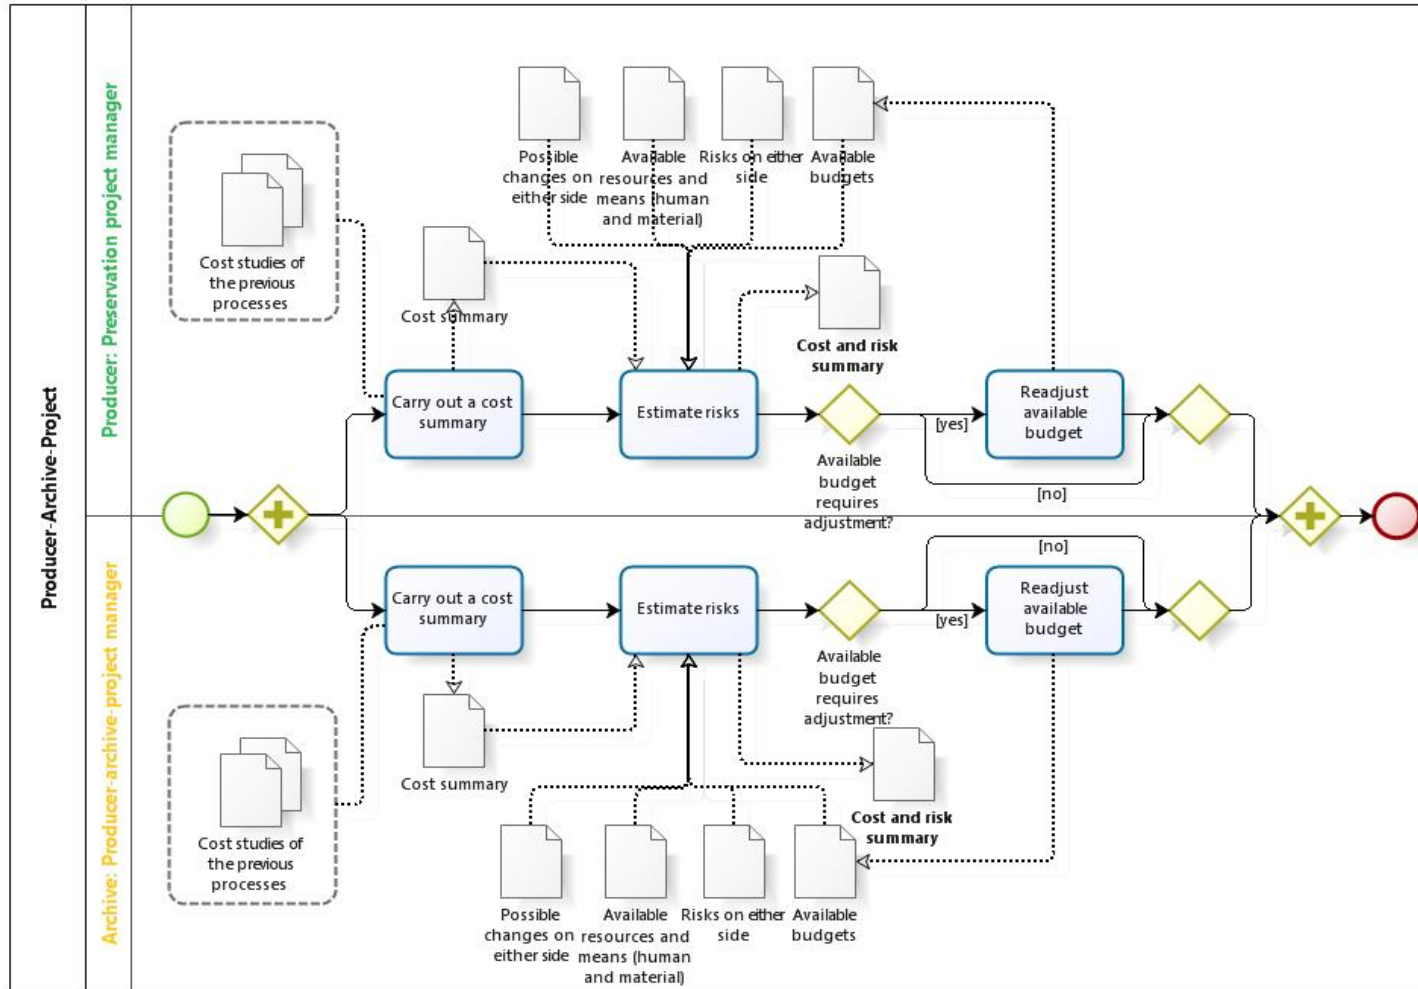 Producer-Archive-Project
Producer: Preservation project manager
Possible
changes on
either side
Available
resources and
means (human
and material)
Risks on either
side
Available
budgets
Cost studies of
the previous
processes
Cost summary
Cost and risk
summary
Carry out a cost
summary
Estimate risks
Available
budget
requires
adjustment?
[yes]
[no]
Readjust
available
budget
Archive: Producer-archive-project manager
Carry out a cost
summary
Estimate risks
Available
budget
requires
adjustment?
[no]
[yes]
Readjust
available
budget
Cost studies of
the previous
processes
Cost summary
Cost and risk
summary
Possible
changes on
either side
Available
resources and
means (human
and material)
Risks on either
side
Available
budgets